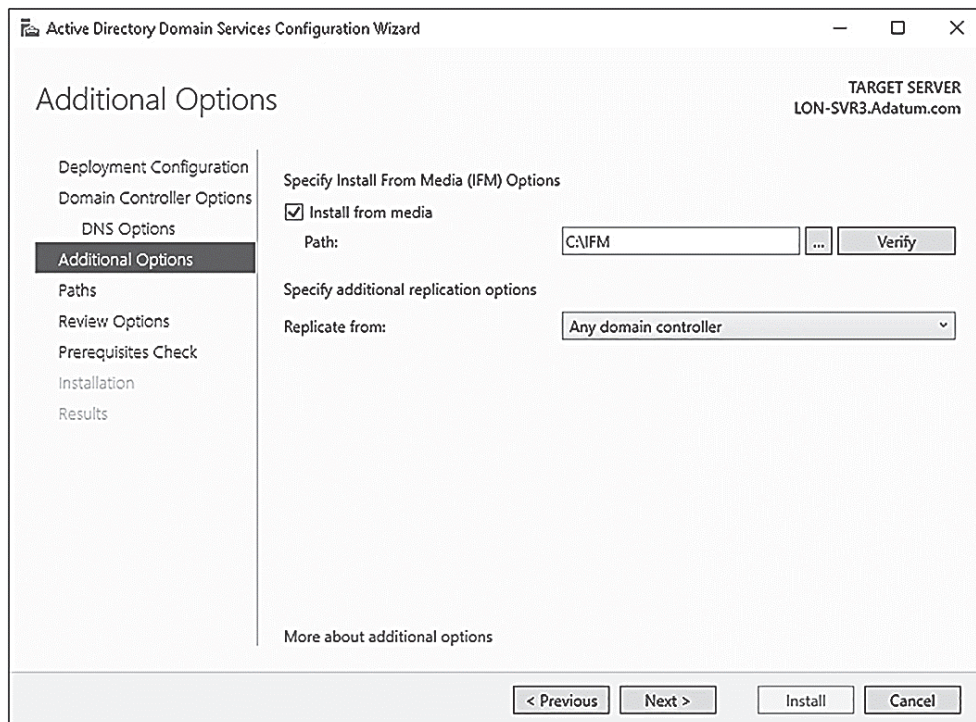 Active Directory Domain Services Configuration Wizard
Additional Options
TARGET SERVER
LON-SVR3.Adatum.com
Deployment Configuration
Domain Controller Options
DNS Options
Additional Options
Paths
Review Options
Prerequisites Check
Installation
Results
Specify Install From Media (IFM) Options
Install from media
Path:
C:\IFM
...
Verify
Specify additional replication options
Replicate from:
Any domain controller
More about additional options
< Previous
Next >
Install
Cancel